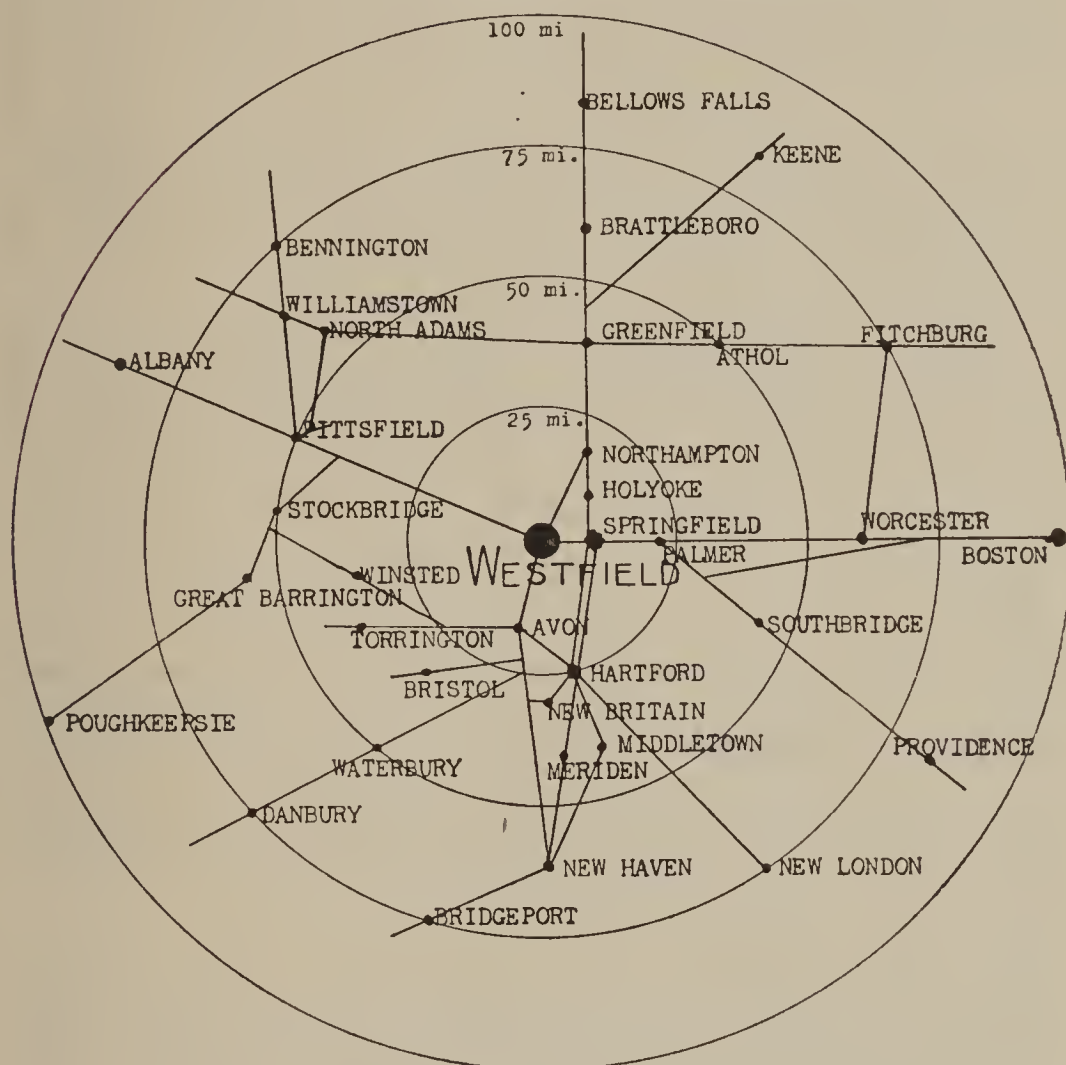 100 mi
BELLOWS FALLS
75 mi.
KEENE
BRATTLEBORO
BENNINGTON
50 mi.
WILLIAMSTOWN
NORTH ADAMS
GREENFIELD
FITCHBURG
ATHOL
ALBANY
25 mi.
PITTSFIELD
NORTHAMPTON
HOLYOKE
STOCKBRIDGE
SPRINGFIELD
WORCESTER
PALMER
BOSTON
WESTFIELD
WINSTED
GREAT BARRINGTON
TORRINGTON
AVON
SOUTHBRIDGE
BRISTOL
HARTFORD
NEW BRITAIN
POUGHKEEPSIE
MIDDLETOWN
PROVIDENCE
WATERBURY
MERIDEN
DANBURY
NEW HAVEN
NEW LONDON
BRIDGEPORT